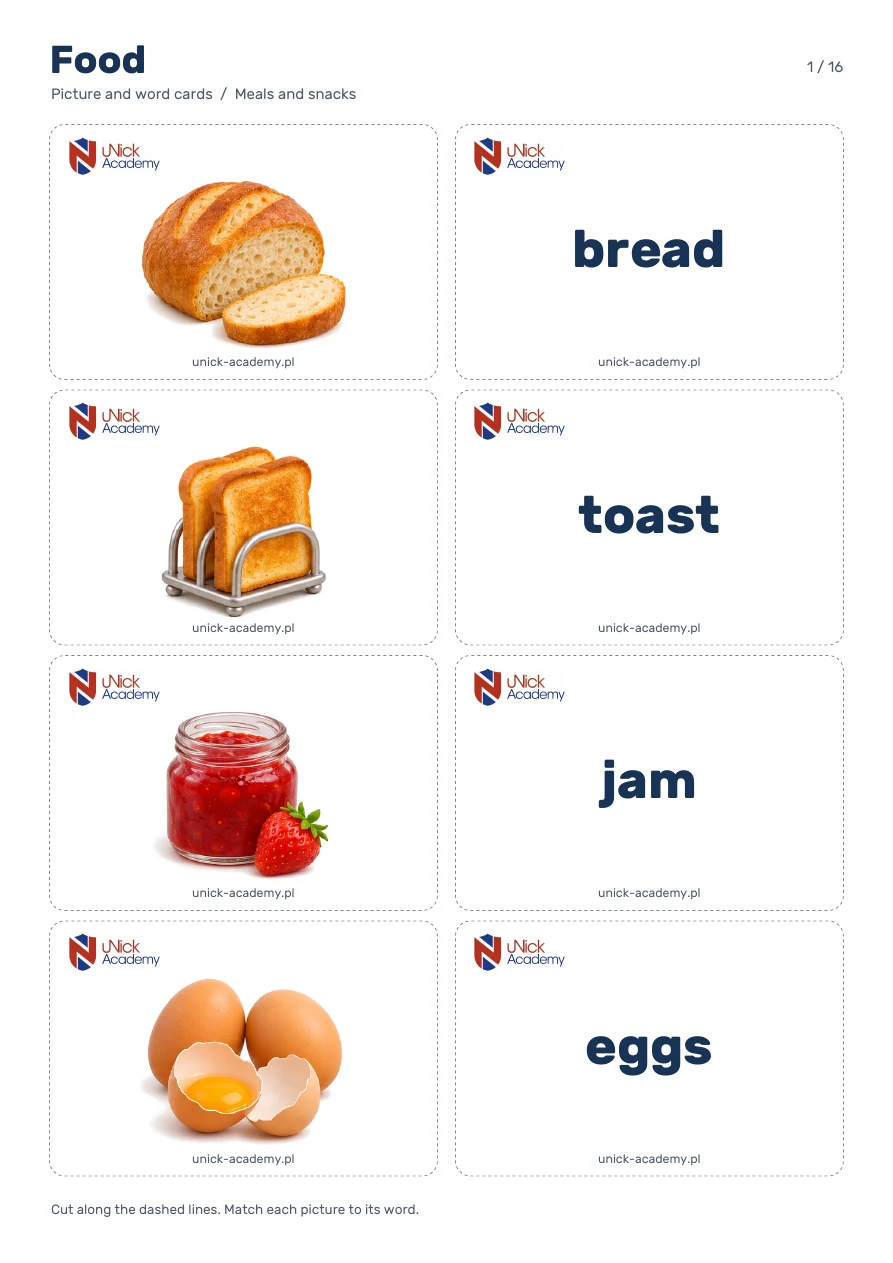 Food
1 / 16
Picture and word cards / Meals and snacks
uNick
Academy
unick-academy.pl
uNick
Academy
bread
unick-academy.pl
uNick
Academy
unick-academy.pl
uNick
Academy
toast
unick-academy.pl
uNick
Academy
unick-academy.pl
uNick
Academy
jam
unick-academy.pl
uNick
Academy
unick-academy.pl
uNick
Academy
eggs
unick-academy.pl
Cut along the dashed lines. Match each picture to its word.